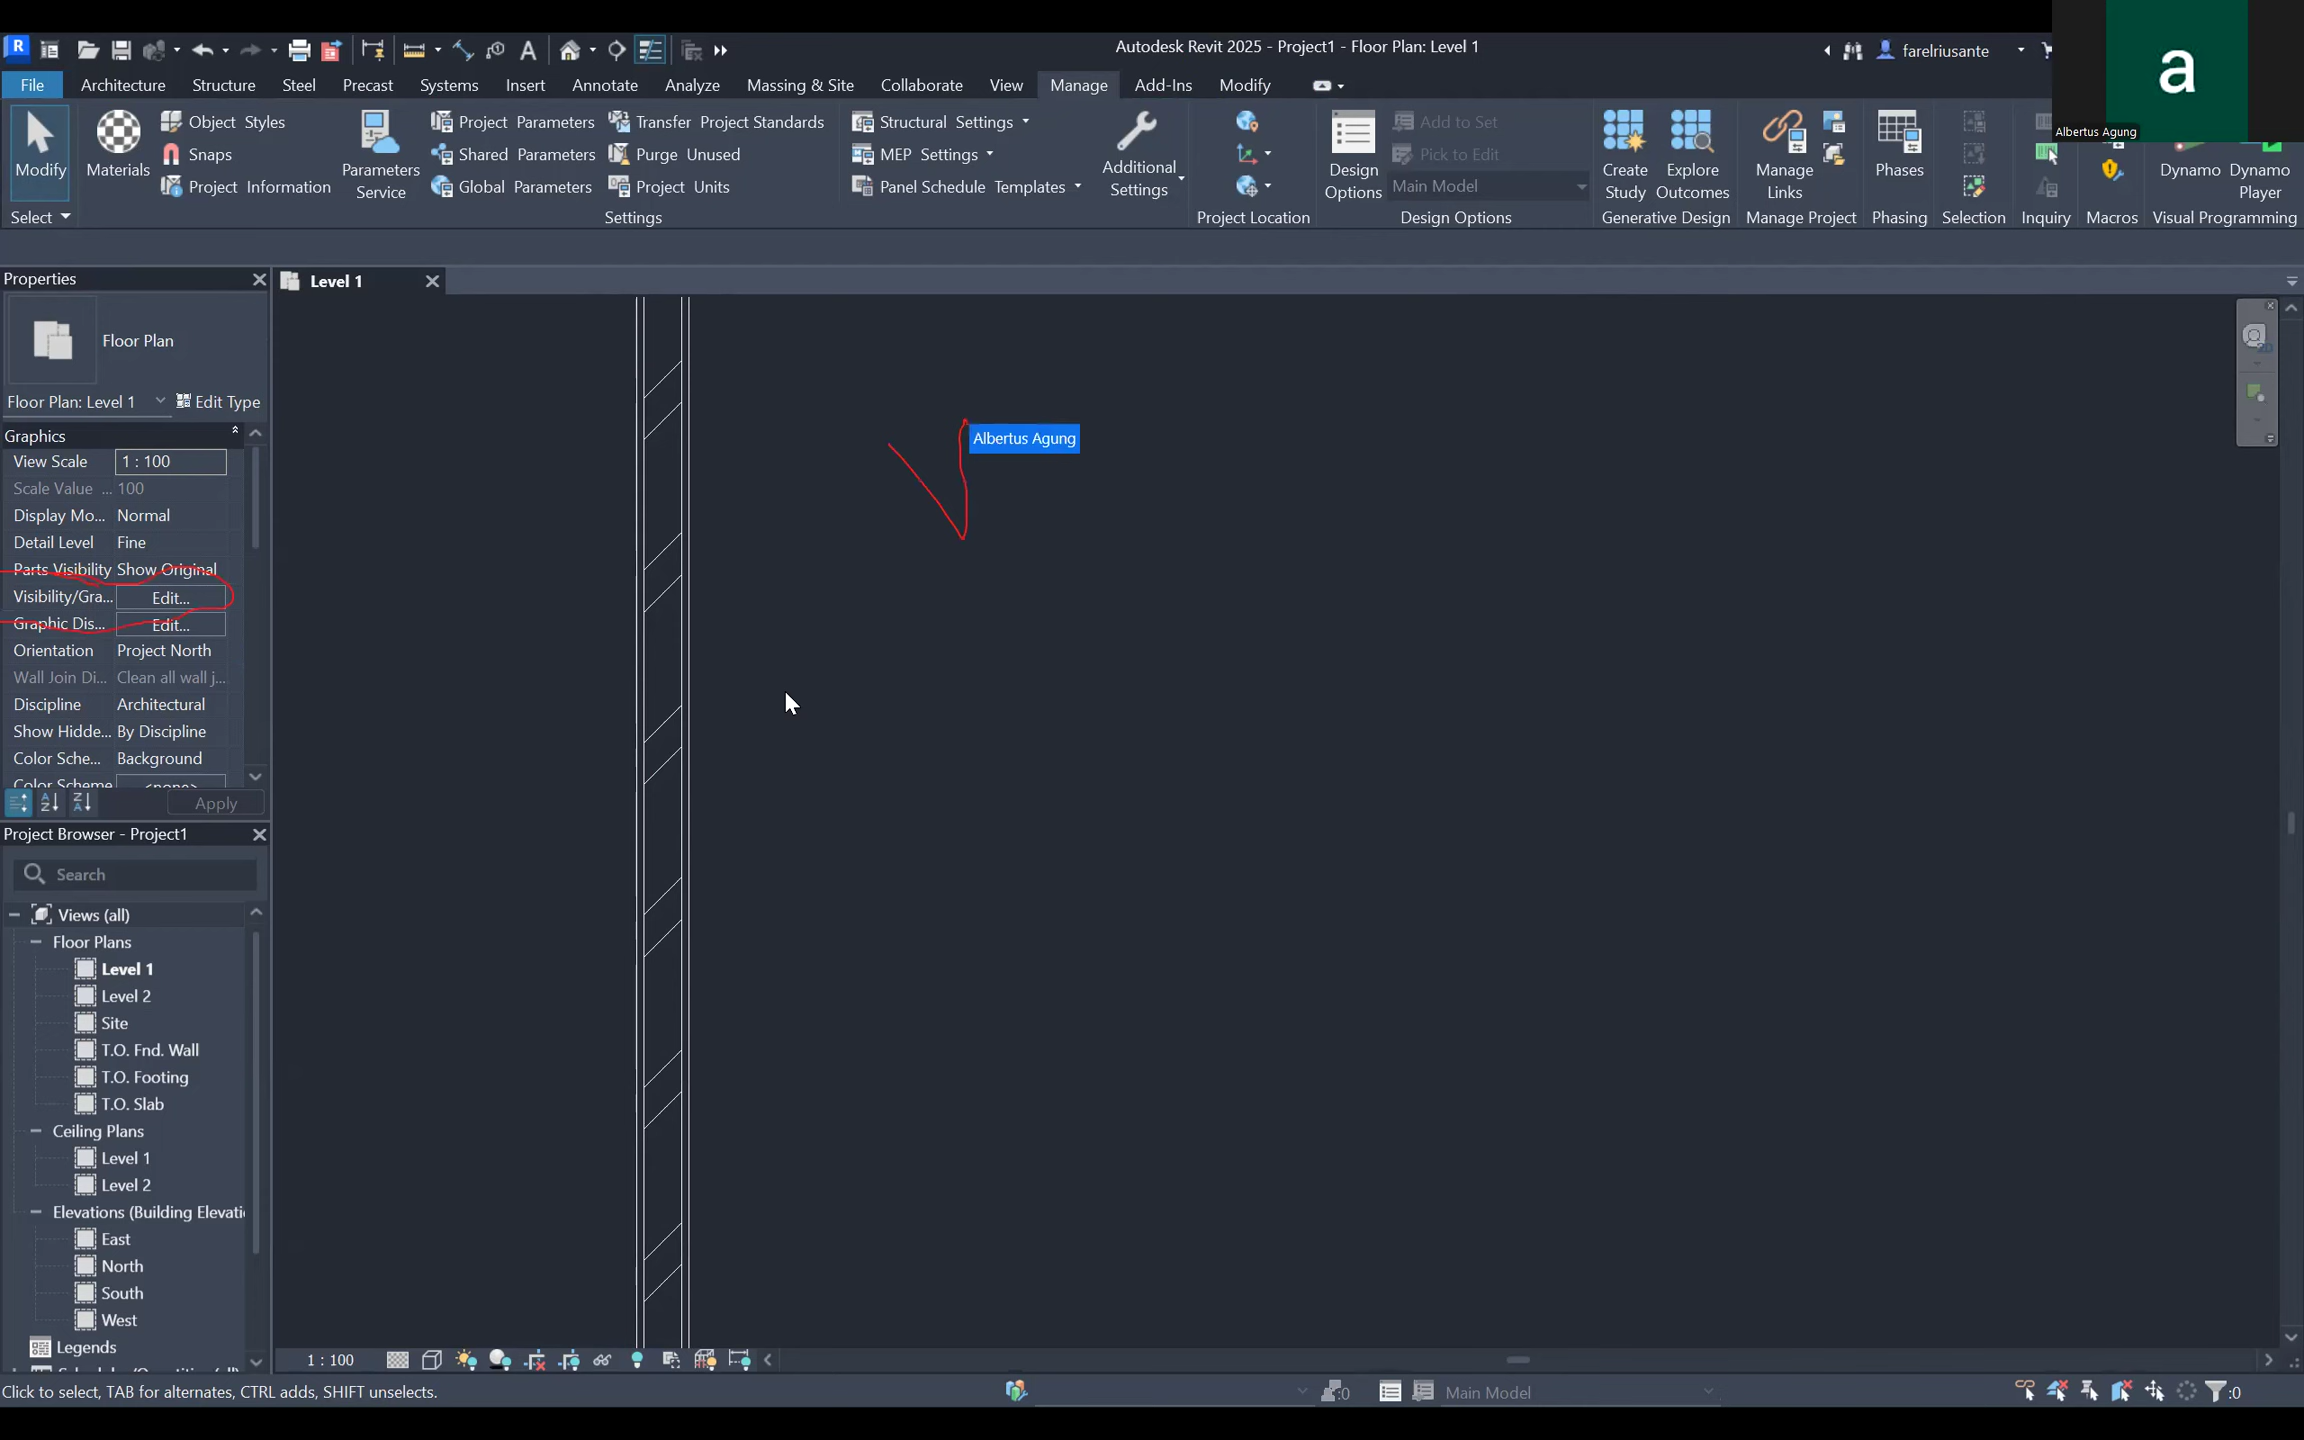 Autodesk Revit 2025 - Project1 - Floor Plan: Level 1
farelriusante
a
Albertus Agung
File Architecture Structure Steel Precast Systems Insert Annotate Analyze Massing & Site Collaborate View Manage Add-Ins Modify
Modify
Materials
Object Styles
Snaps
Project Information
Parameters
Service
Project Parameters
Shared Parameters
Global Parameters
Transfer Project Standards
Purge Unused
Project Units
Structural Settings
MEP Settings
Panel Schedule Templates
Additional
Settings
Design
Options
Add to Set
Pick to Edit
Main Model
Create
Study
Explore
Outcomes
Manage
Links
Phases
Dynamo
Dynamo
Player
Select
Settings
Project Location
Design Options
Generative Design
Manage Project
Phasing
Selection
Inquiry
Macros
Visual Programming
Properties
Level 1
Floor Plan
Floor Plan: Level 1
Edit Type
Graphics
View Scale 1 : 100
Scale Value ... 100
Display Mo... Normal
Detail Level Fine
Parts Visibility Show Original
Visibility/Gra... Edit...
Graphic Dis... Edit...
Orientation Project North
Wall Join Di... Clean all wall j...
Discipline Architectural
Show Hidde... By Discipline
Color Sche... Background
Color Scheme <none>
Apply
Albertus Agung
Project Browser - Project1
Search
Views (all)
Floor Plans
Level 1
Level 2
Site
T.O. Fnd. Wall
T.O. Footing
T.O. Slab
Ceiling Plans
Level 1
Level 2
Elevations (Building Elevati
East
North
South
West
Legends
1 : 100
Click to select, TAB for alternates, CTRL adds, SHIFT unselects.
:0
Main Model
:0